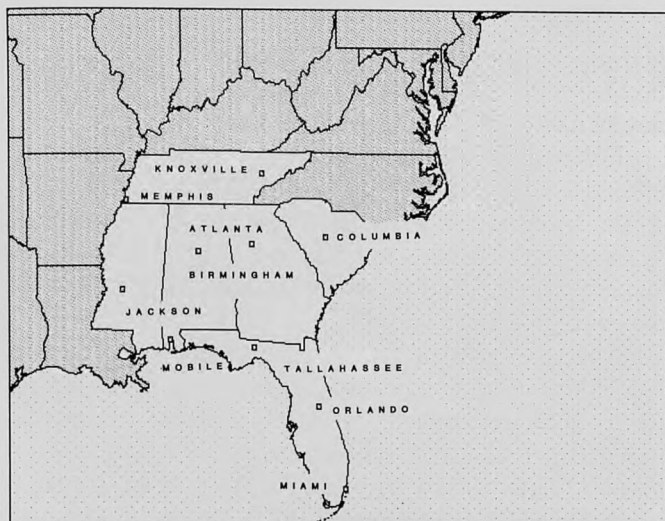 KNOXVILLE
MEMPHIS
ATLANTA
COLUMBIA
BIRMINGHAM
JACKSON
MOBILE
TALLAHASSEE
ORLANDO
MIAMI